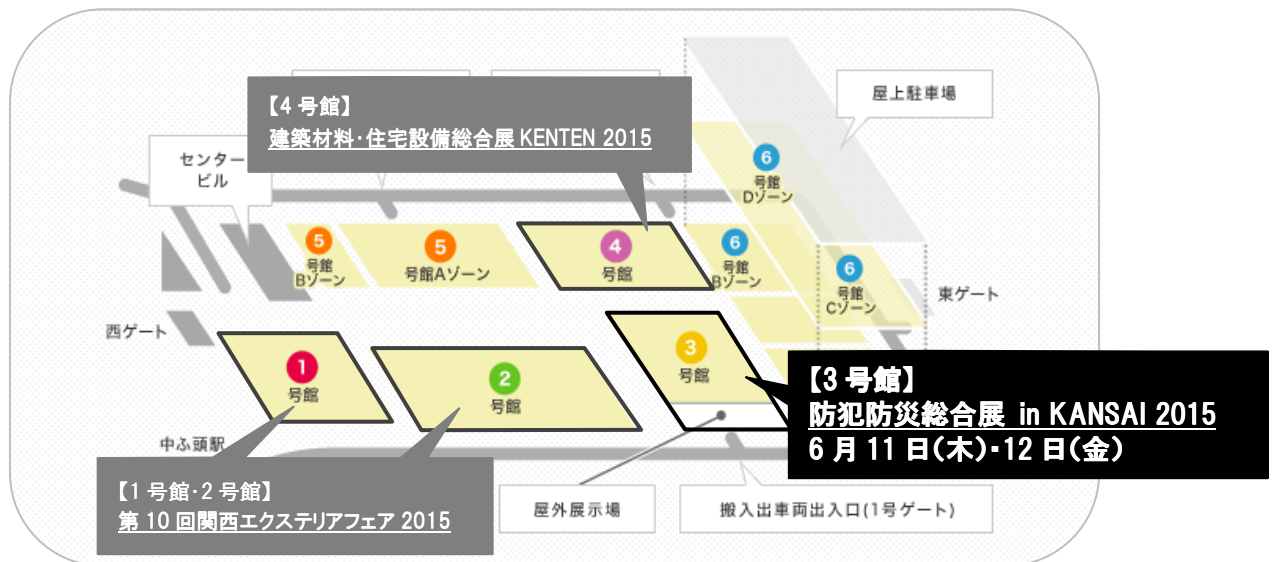 【4 号館】
建築材料・住宅設備総合展 KENTEN 2015
屋上駐車場
センター
ビル
6
号館
Dゾーン
5
号館
Bゾーン
5
号館Aゾーン
4
号館
6
号館
Bゾーン
6
号館
Cゾーン
東ゲート
西ゲート
1
号館
2
号館
3
号館
【3 号館】
防犯防災総合展 in KANSAI 2015
6 月 11 日(木)・12 日(金)
中ふ頭駅
【1 号館・2 号館】
第 10 回関西エクステリアフェア 2015
屋外展示場
搬入出車両出入口(1号ゲート)